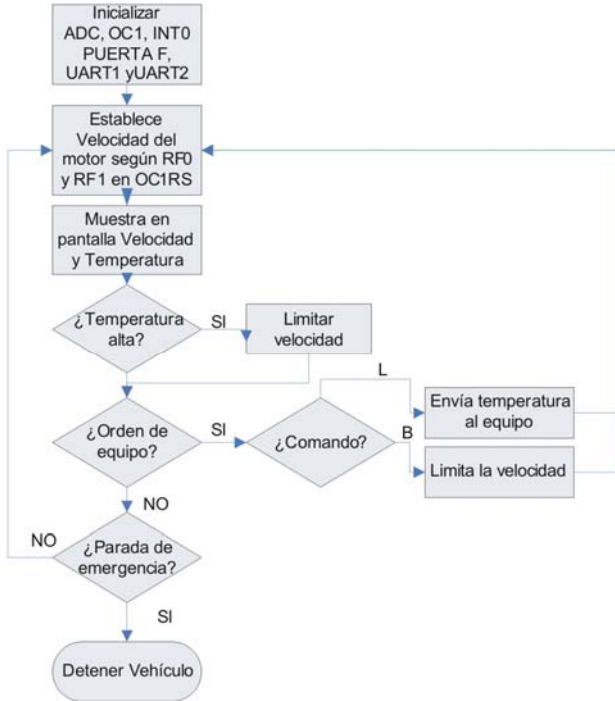 Inicializar
ADC, OC1, INT0
PUERTA F,
UART1 yUART2
Establece
Velocidad del
motor según RF0
y RF1 en OC1RS
Muestra en
pantalla Velocidad
y Temperatura
¿Temperatura
alta?
SI
Limitar
velocidad
¿Orden de
equipo?
SI
¿Comando?
L
Envía temperatura
al equipo
B
Limita la velocidad
NO
¿Parada de
emergencia?
NO
SI
Detener Vehículo